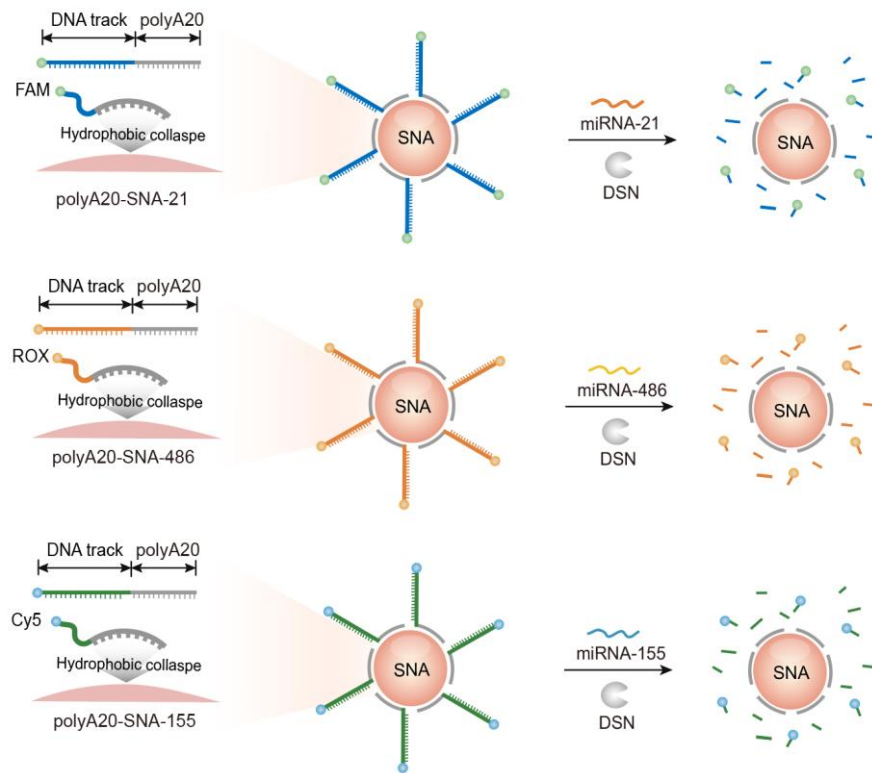 DNA track polyA20
FAM
Hydrophobic collaspe
polyA20-SNA-21
SNA
miRNA-21
DSN
SNA
DNA track polyA20
ROX
Hydrophobic collaspe
polyA20-SNA-486
SNA
miRNA-486
DSN
SNA
DNA track polyA20
Cy5
Hydrophobic collaspe
polyA20-SNA-155
SNA
miRNA-155
DSN
SNA